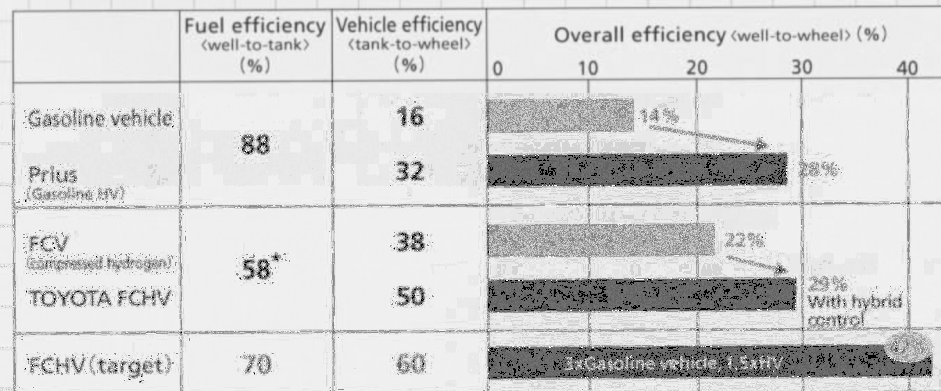 Fuel efficiency Vehicle efficiency Overall efficiency <well-to-wheel> (%)
<well-to-tank> <tank-to-wheel>
(%) (%) 0 10 20 30 40
Gasoline vehicle 88 16 14%
Prius 32 28%
(Gasoline HV)
FCV 58* 38 22%
(compressed hydrogen)
TOYOTA FCHV 50 29%
With hybrid
control
FCHV (target) 70 60 3xGasoline vehicle, 1.5xHV